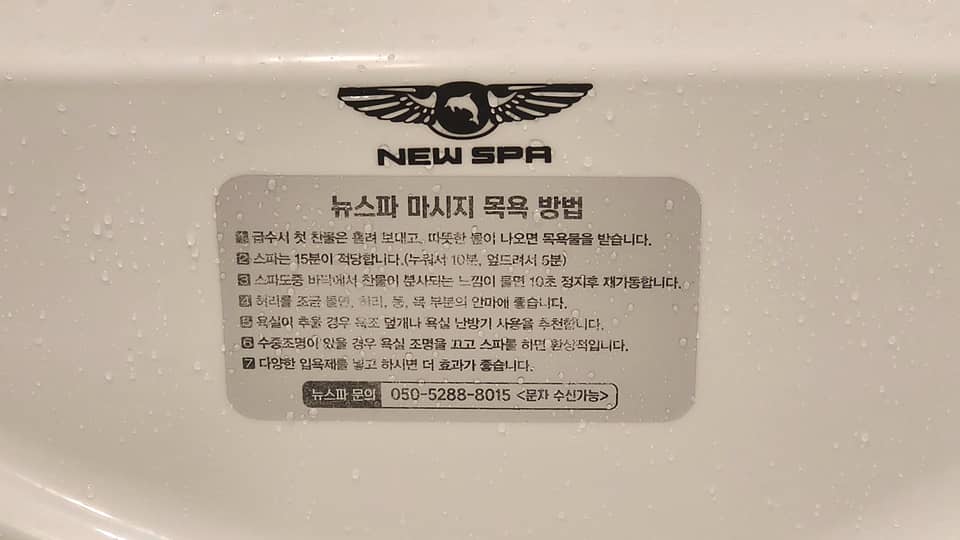 NEW SPA
뉴스파 마시지 목욕 방법
1 급수시 첫 찬물은 흘려 보내고, 따뜻한 물이 나오면 목욕물을 받습니다.
2 스파는 15분이 적당합니다.(누워서 10분, 엎드려서 5분)
3 스파도중 바닥에서 찬물이 분사되는 느낌이 들면 10초 정지후 재가동합니다.
4 허리를 조금 틀면, 허리, 등, 목 부분의 안마에 좋습니다.
5 욕실이 추울 경우 욕조 덮개나 욕실 난방기 사용을 추천합니다.
6 수중조명이 있을 경우 욕실 조명을 끄고 스파를 하면 환상적입니다.
7 다양한 입욕제를 넣고 하시면 더 효과가 좋습니다.
뉴스파 문의 050-5288-8015 <문자 수신가능>